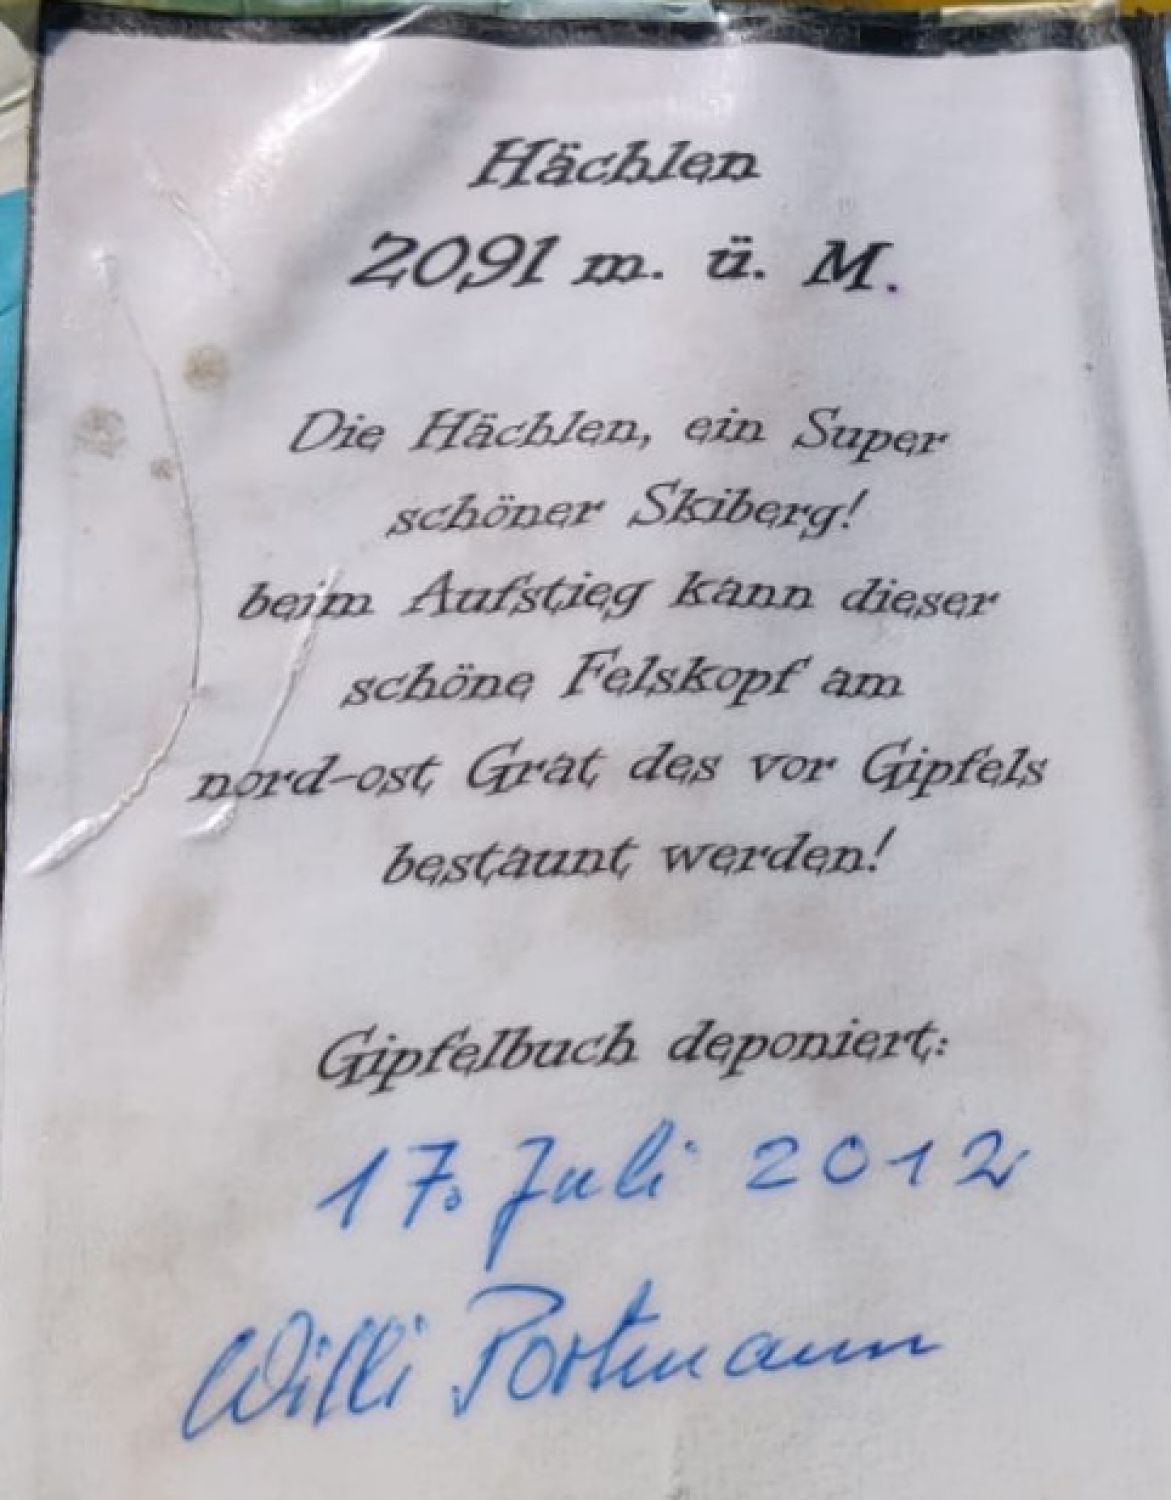 Hächlen
2091 m. ü. M.
Die Hächlen, ein Super
schöner Skiberg!
beim Aufstieg kann dieser
schöne Felskopf am
nord-ost Grat des vor Gipfels
bestaunt werden!
Gipfelbuch deponiert:
17. Juli 2012
Willi Portmann